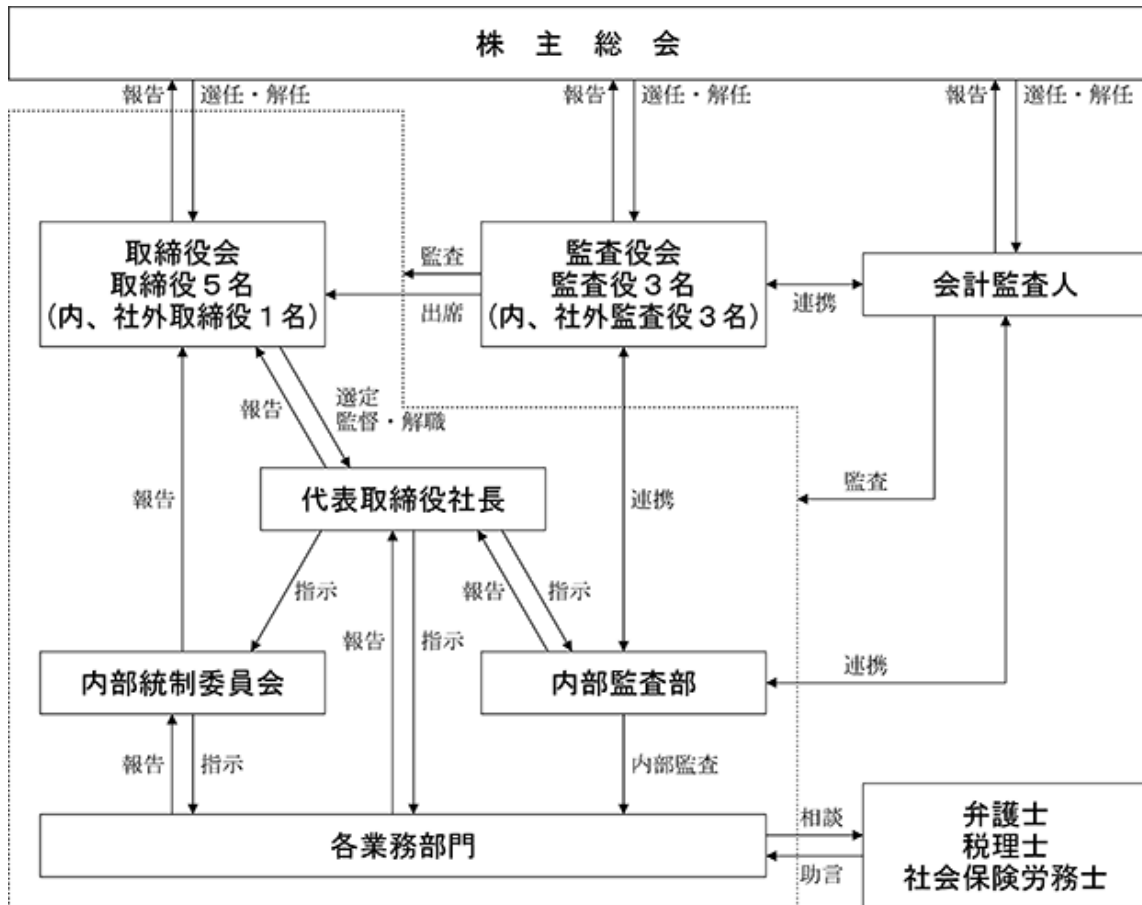 株主総会
報告
選任・解任
報告
選任・解任
報告
選任・解任
取締役会
取締役5名
(内、社外取締役1名)
監査
出席
監査役会
監査役3名
(内、社外監査役3名)
連携
会計監査人
報告
選定
監督・解職
報告
代表取締役社長
連携
監査
指示
報告
指示
報告
指示
内部統制委員会
内部監査部
連携
報告
指示
内部監査
各業務部門
相談
助言
弁護士
税理士
社会保険労務士